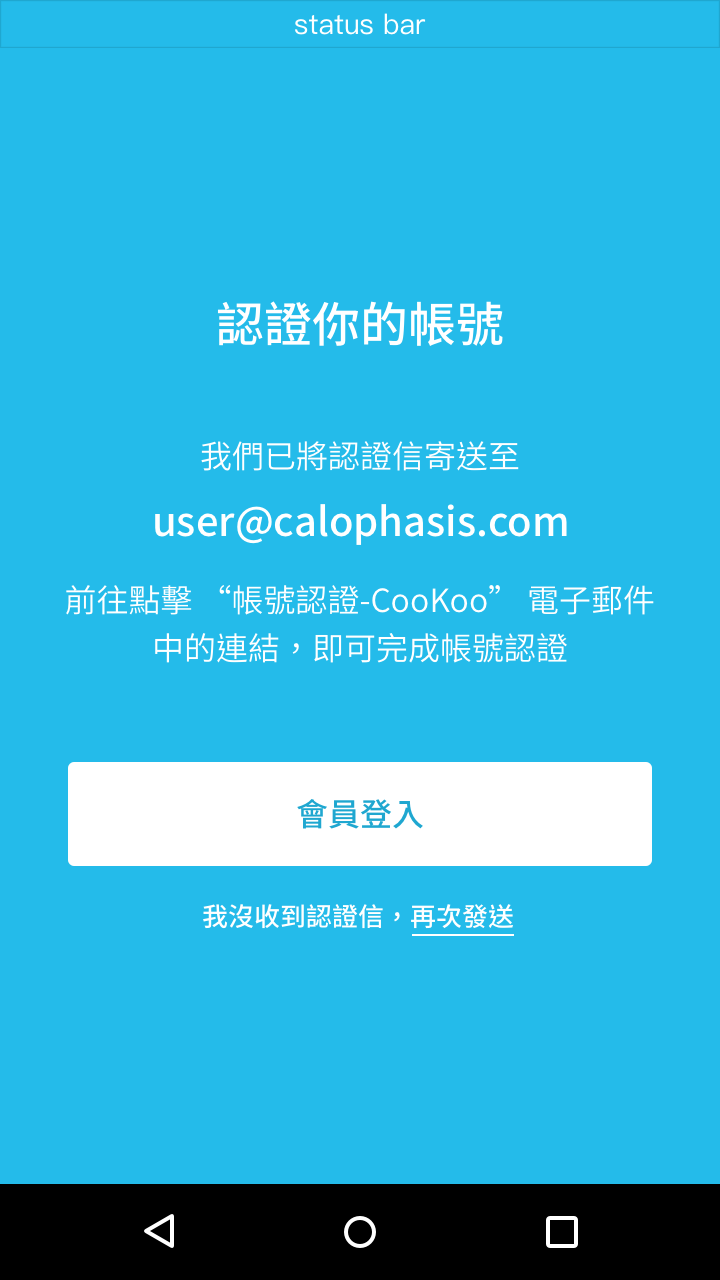 status bar
認證你的帳號
我們已將認證信寄送至
user@calophasis.com
前往點擊 “帳號認證-CooKoo” 電子郵件
中的連結，即可完成帳號認證
會員登入
我沒收到認證信，再次發送